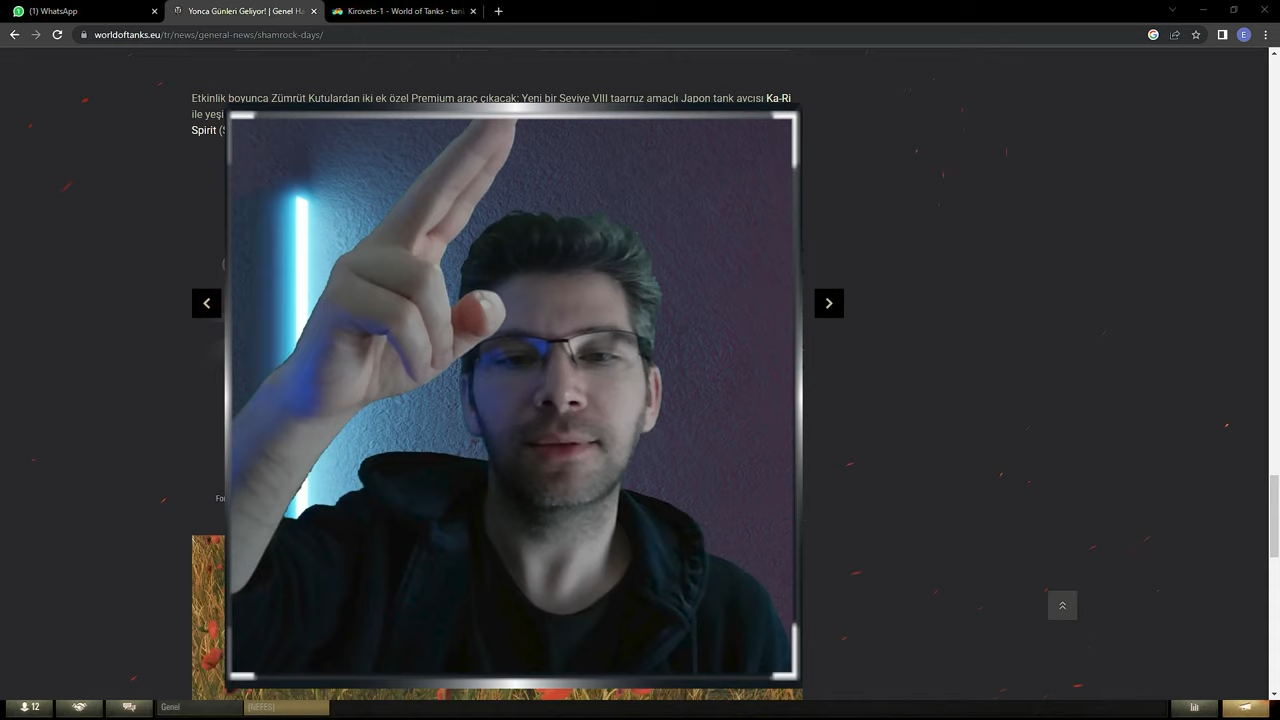 (1) WhatsApp
Yonca Günleri Geliyor! | Genel Ha
Kirovets-1 - World of Tanks - tan
worldoftanks.eu/tr/news/general-news/shamrock-days/
E
Etkinlik boyunca Zümrüt Kutulardan iki ek özel Premium araç çıkacak: Yeni bir Seviye VIII taarruz amaçlı Japon tank avcısı Ka-Ri
ile yeşi
Spirit (S
For
12
Genel
[NEFES]